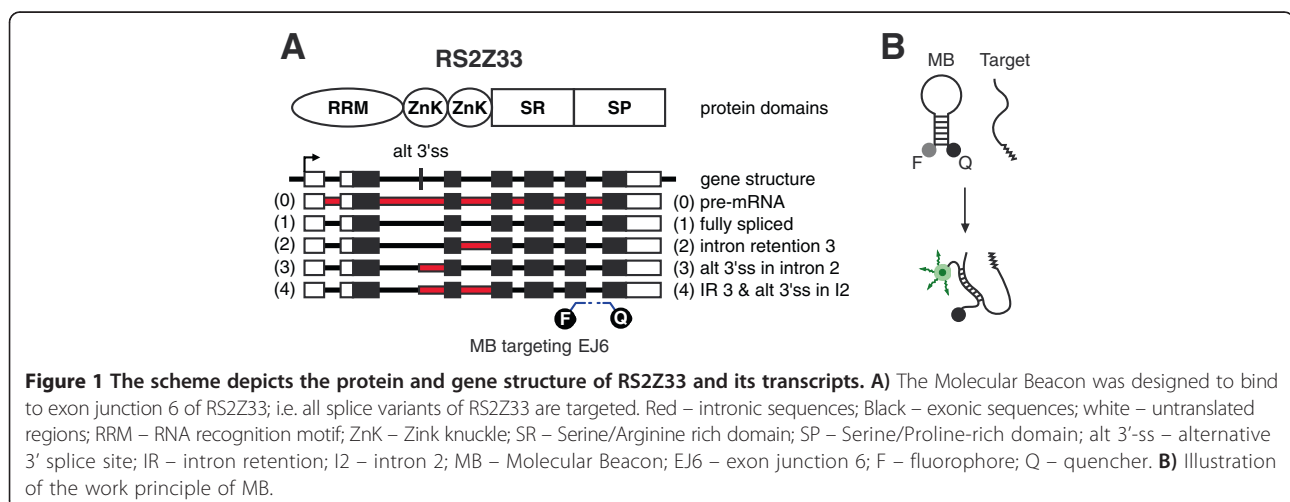 A
RS2Z33
RRM ZnK ZnK SR SP protein domains
alt 3'ss
gene structure
(0) (0) pre-mRNA
(1) (1) fully spliced
(2) (2) intron retention 3
(3) (3) alt 3'ss in intron 2
(4) (4) IR 3 & alt 3'ss in I2
F Q
MB targeting EJ6
B
MB Target
F Q
Figure 1 The scheme depicts the protein and gene structure of RS2Z33 and its transcripts. A) The Molecular Beacon was designed to bind
to exon junction 6 of RS2Z33; i.e. all splice variants of RS2Z33 are targeted. Red – intronic sequences; Black – exonic sequences; white – untranslated
regions; RRM – RNA recognition motif; ZnK – Zink knuckle; SR – Serine/Arginine rich domain; SP – Serine/Proline-rich domain; alt 3’-ss – alternative
3’ splice site; IR – intron retention; I2 – intron 2; MB – Molecular Beacon; EJ6 – exon junction 6; F – fluorophore; Q – quencher. B) Illustration
of the work principle of MB.